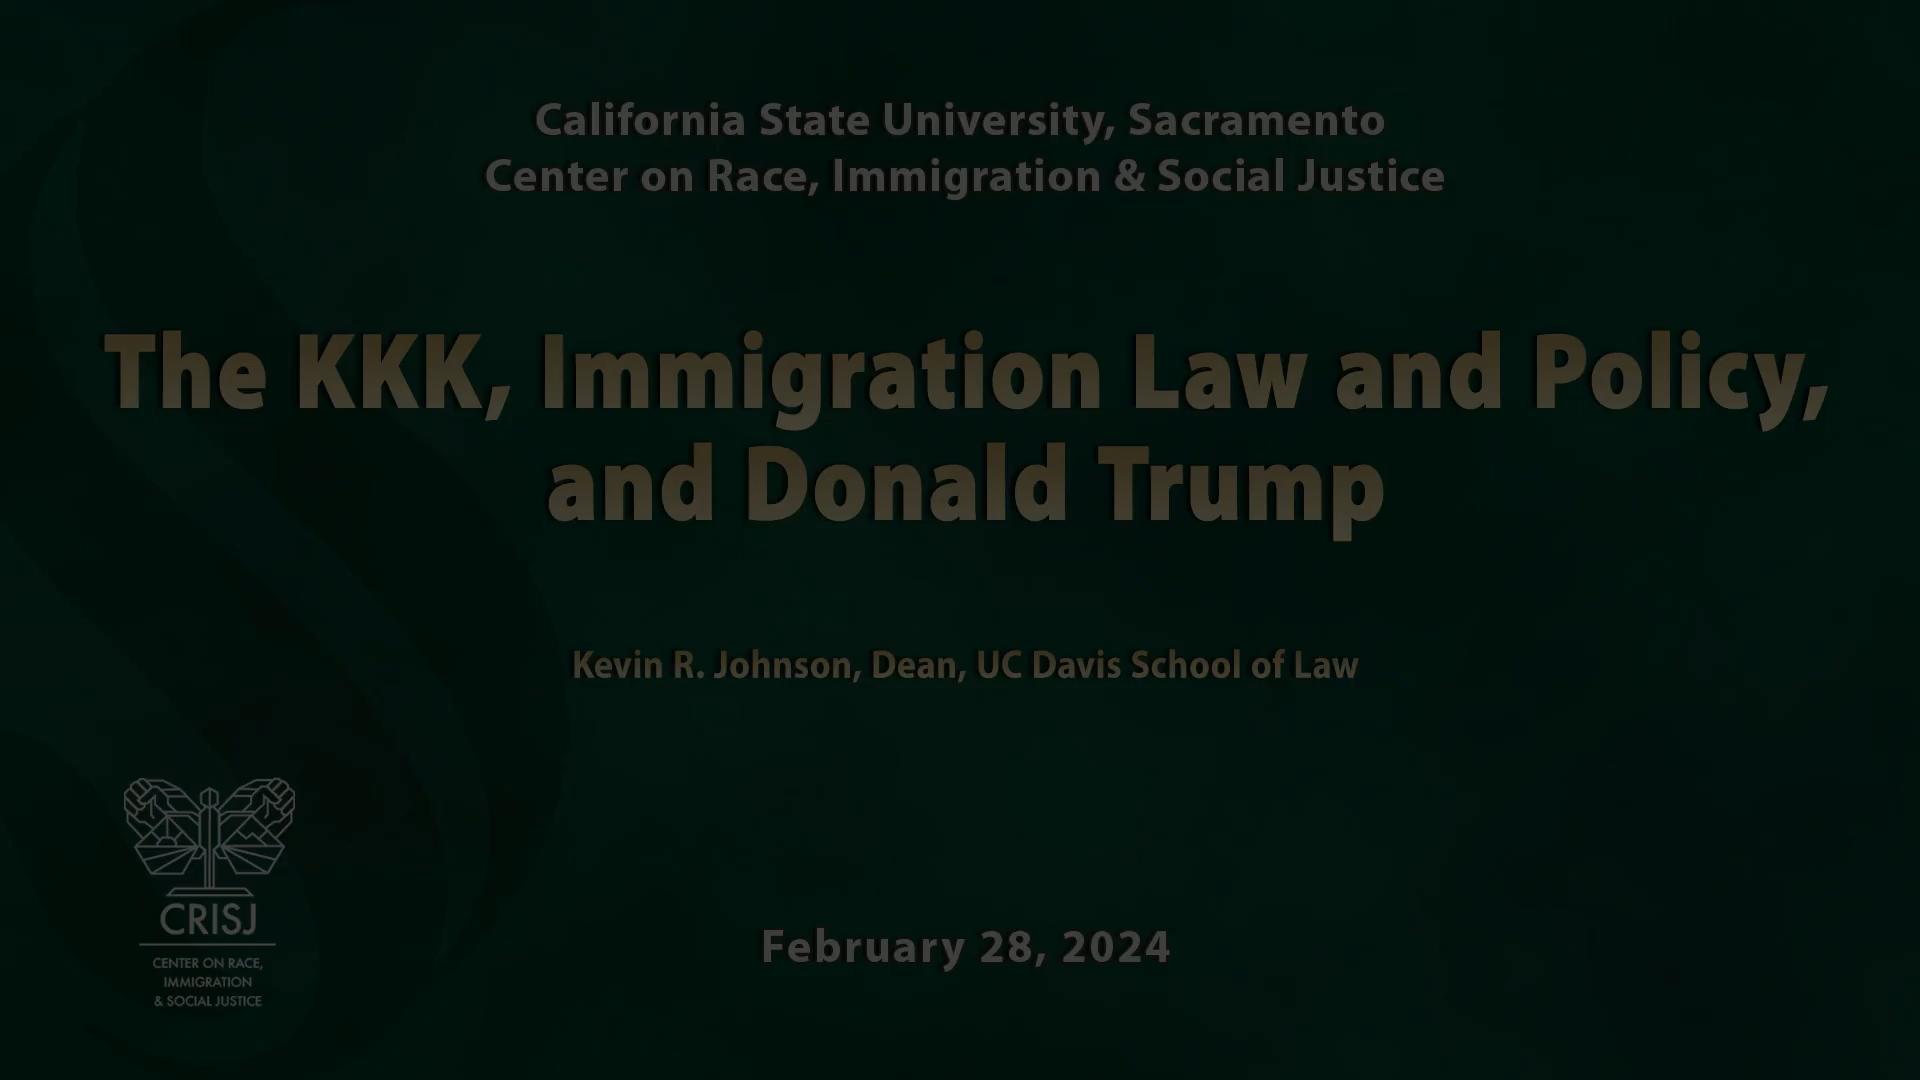 California State University, Sacramento
Center on Race, Immigration & Social Justice
The KKK, Immigration Law and Policy,
and Donald Trump
Kevin R. Johnson, Dean, UC Davis School of Law
CRISJ
CENTER ON RACE,
IMMIGRATION
& SOCIAL JUSTICE
February 28, 2024